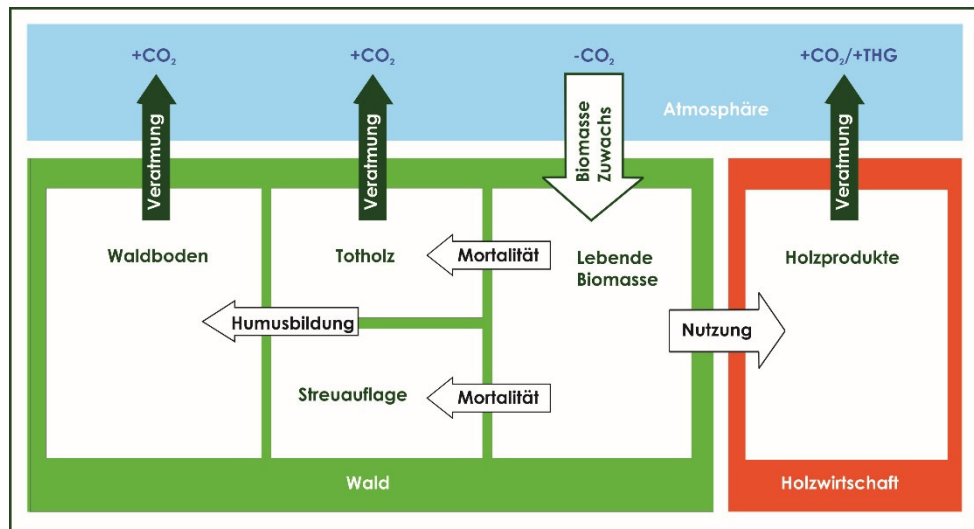 +CO₂
+CO₂
-CO₂
+CO₂/+THG
Atmosphäre
Veratmung
Veratmung
Biomasse
Zuwachs
Veratmung
Waldboden
Totholz
Mortalität
Lebende
Biomasse
Holzprodukte
Humusbildung
Nutzung
Streuauflage
Mortalität
Wald
Holzwirtschaft